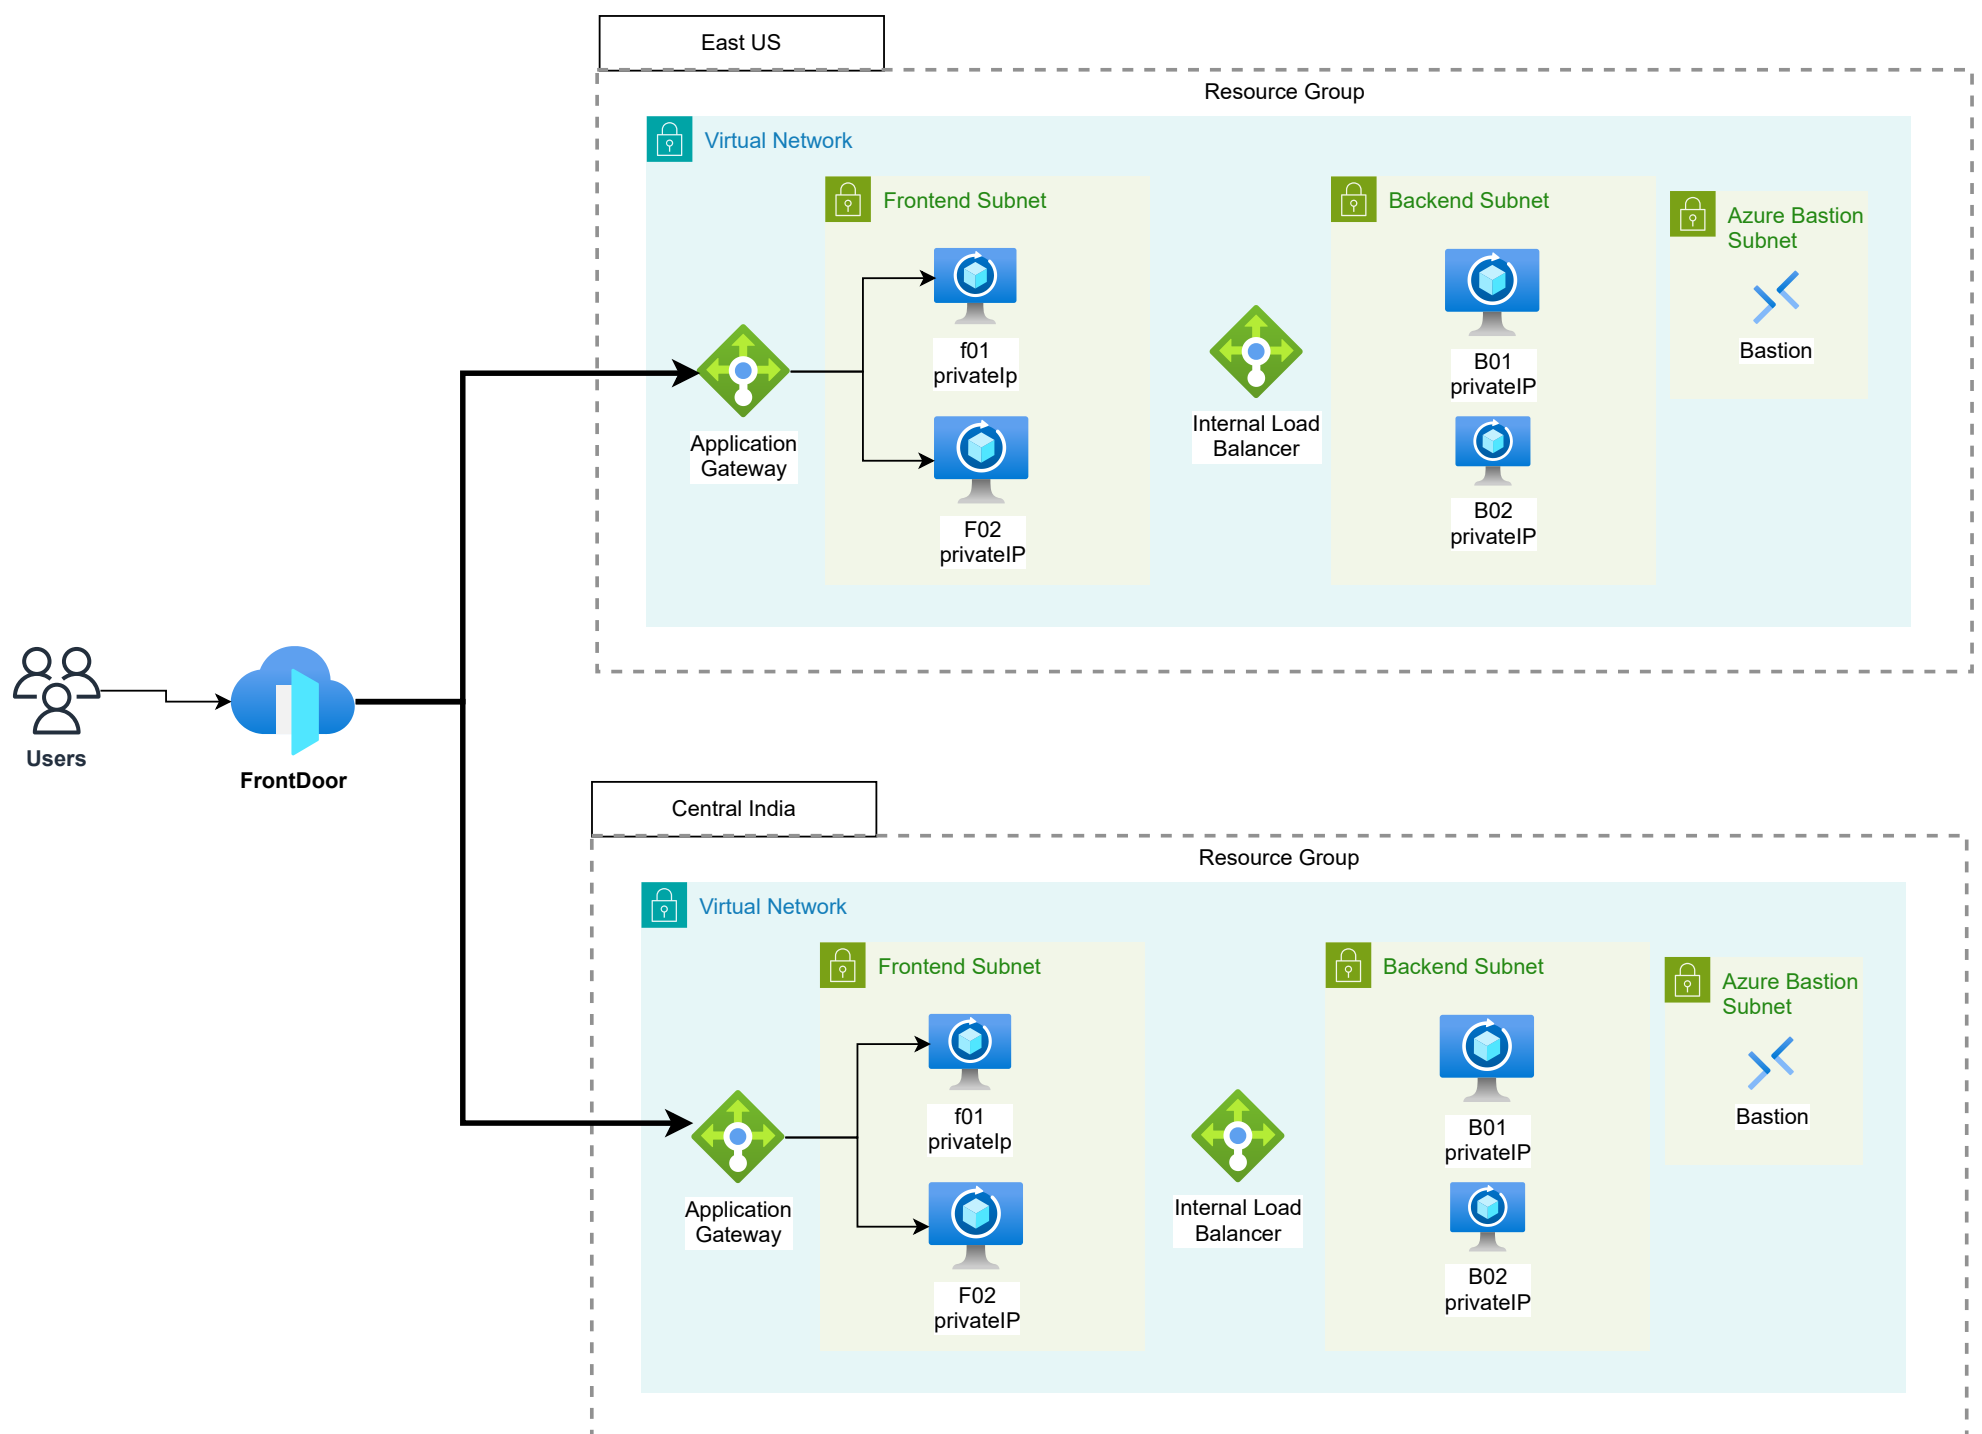 East US
Resource Group
Virtual Network
Frontend Subnet
Backend Subnet
Azure Bastion
Subnet
f01
privateIp
Application
Gateway
F02
privateIP
Internal Load
Balancer
B01
privateIP
B02
privateIP
Bastion
Users
FrontDoor
Central India
Resource Group
Virtual Network
Frontend Subnet
Backend Subnet
Azure Bastion
Subnet
f01
privateIp
Application
Gateway
F02
privateIP
Internal Load
Balancer
B01
privateIP
B02
privateIP
Bastion